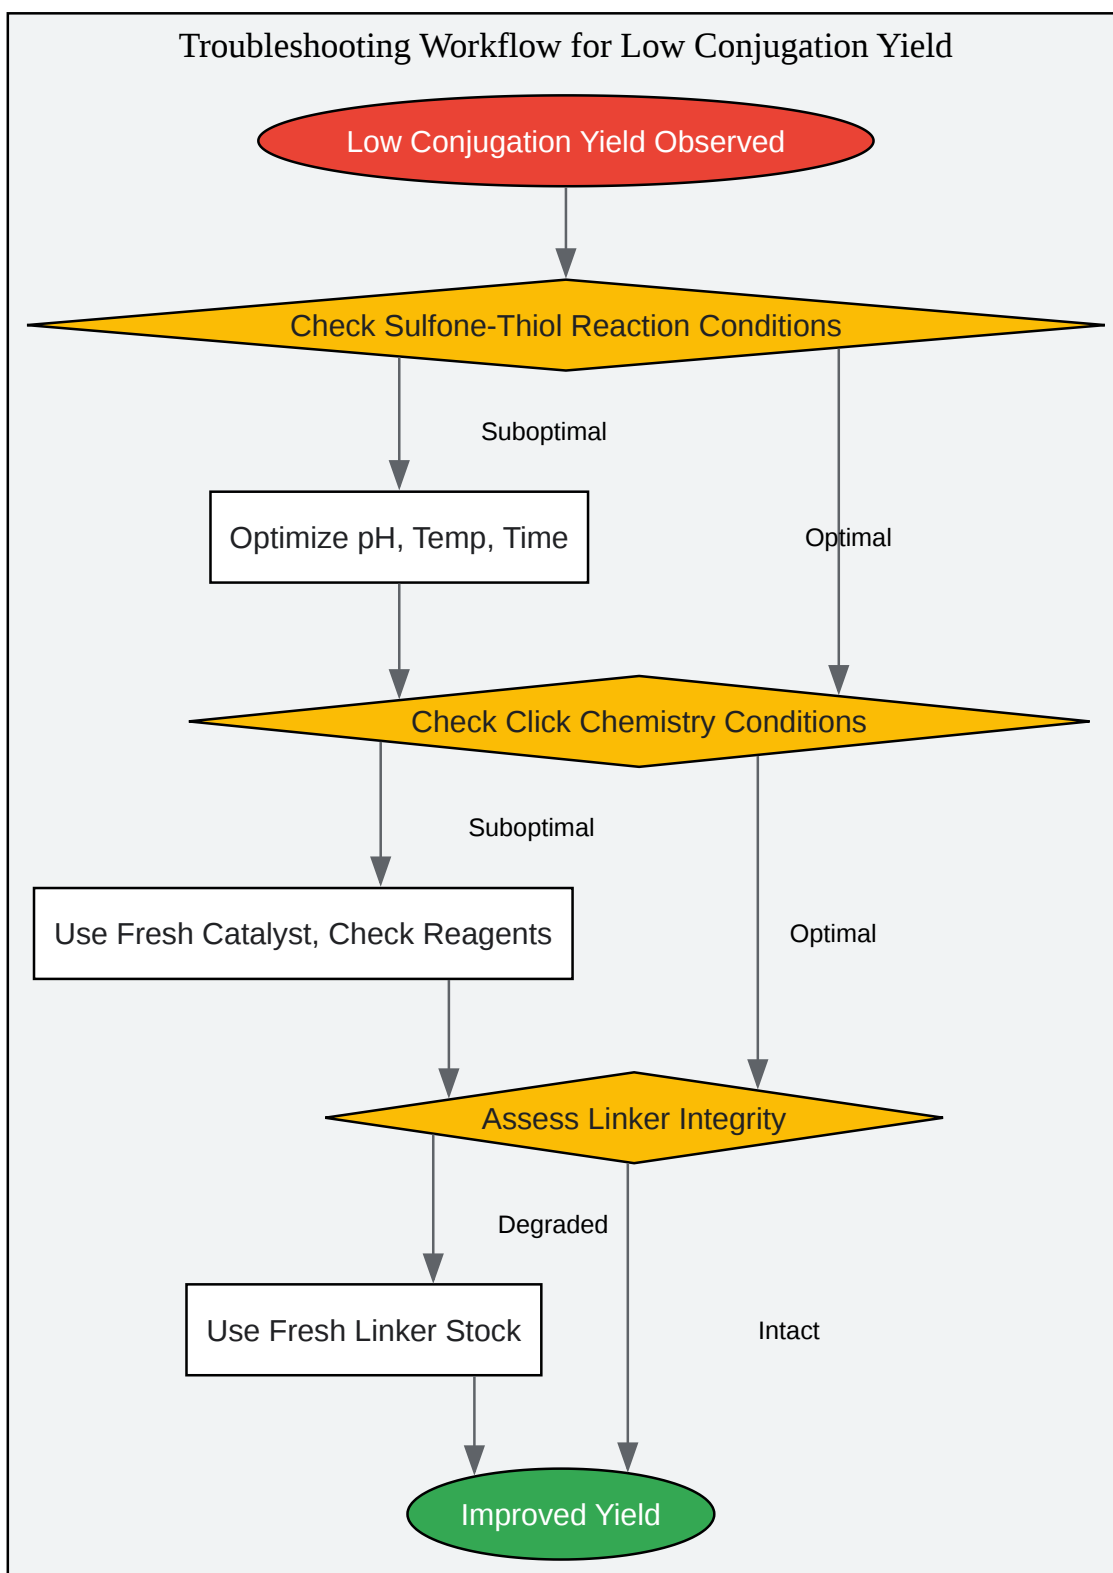 Troubleshooting Workflow for Low Conjugation Yield
Low Conjugation Yield Observed
Check Sulfone-Thiol Reaction Conditions
Suboptimal
Optimize pH, Temp, Time
Optimal
Check Click Chemistry Conditions
Suboptimal
Use Fresh Catalyst, Check Reagents
Optimal
Assess Linker Integrity
Degraded
Use Fresh Linker Stock
Intact
Improved Yield